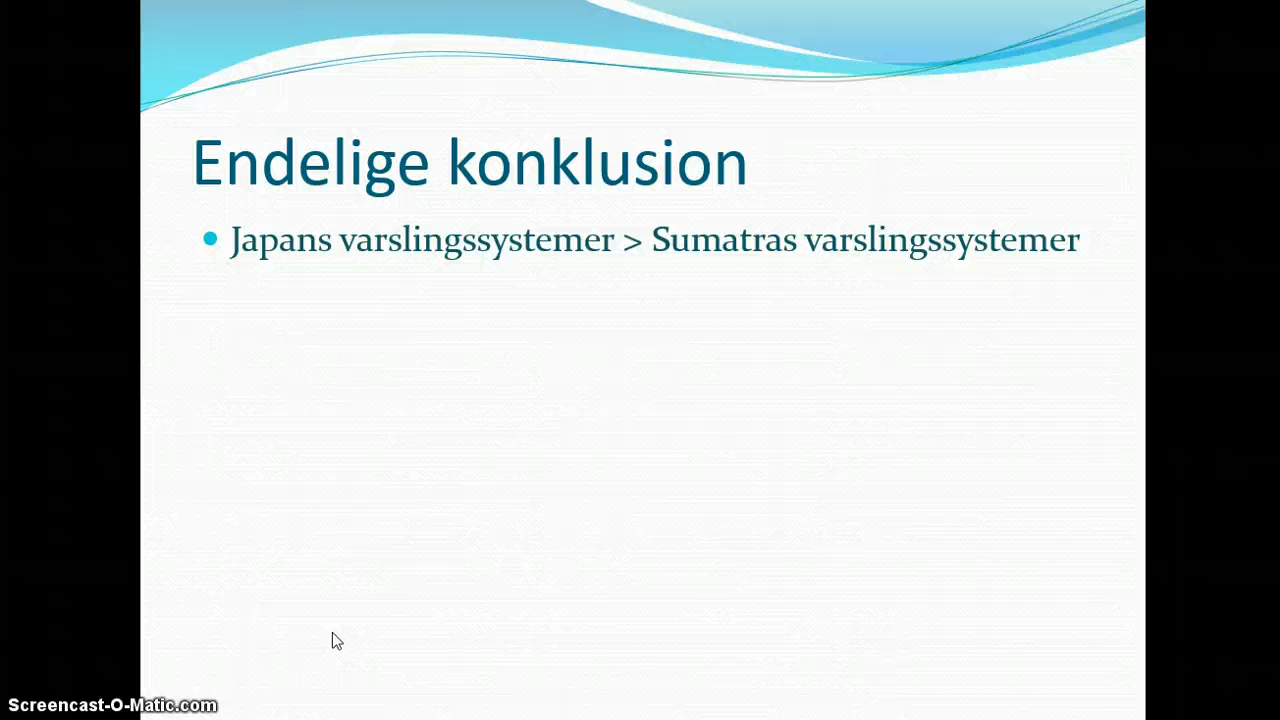 Endelige konklusion
Japans varslingssystemer > Sumatras varslingssystemer
Screencast-O-Matic.com